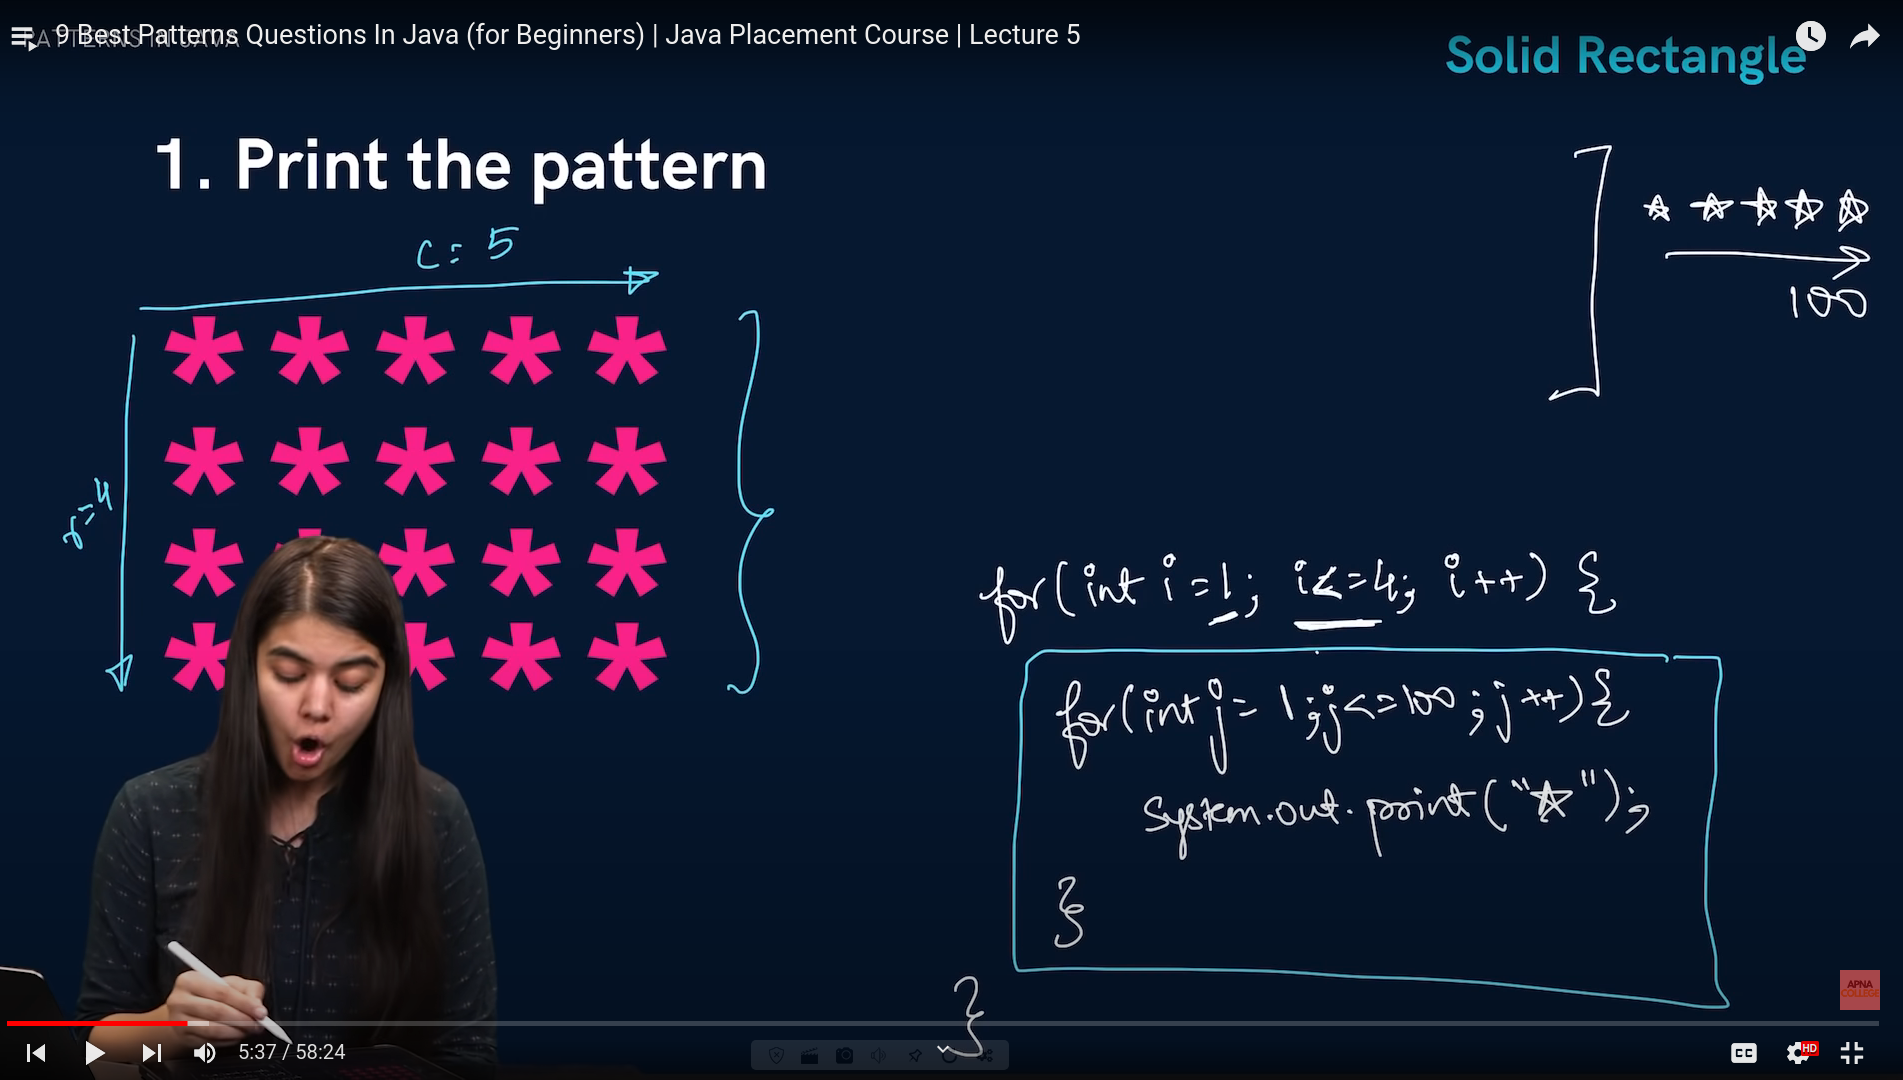 9 Best Patterns Questions In Java (for Beginners) | Java Placement Course | Lecture 5
PATTERNS IN JAVA
Solid Rectangle
1. Print the pattern
c = 5
r=4
100
for(int i=1; i<=4; i++) {
for(int j= 1;j<=100;j++){
system.out.print("☆");
}
}
APNA
COLLEGE
5:37 / 58:24
CC
HD